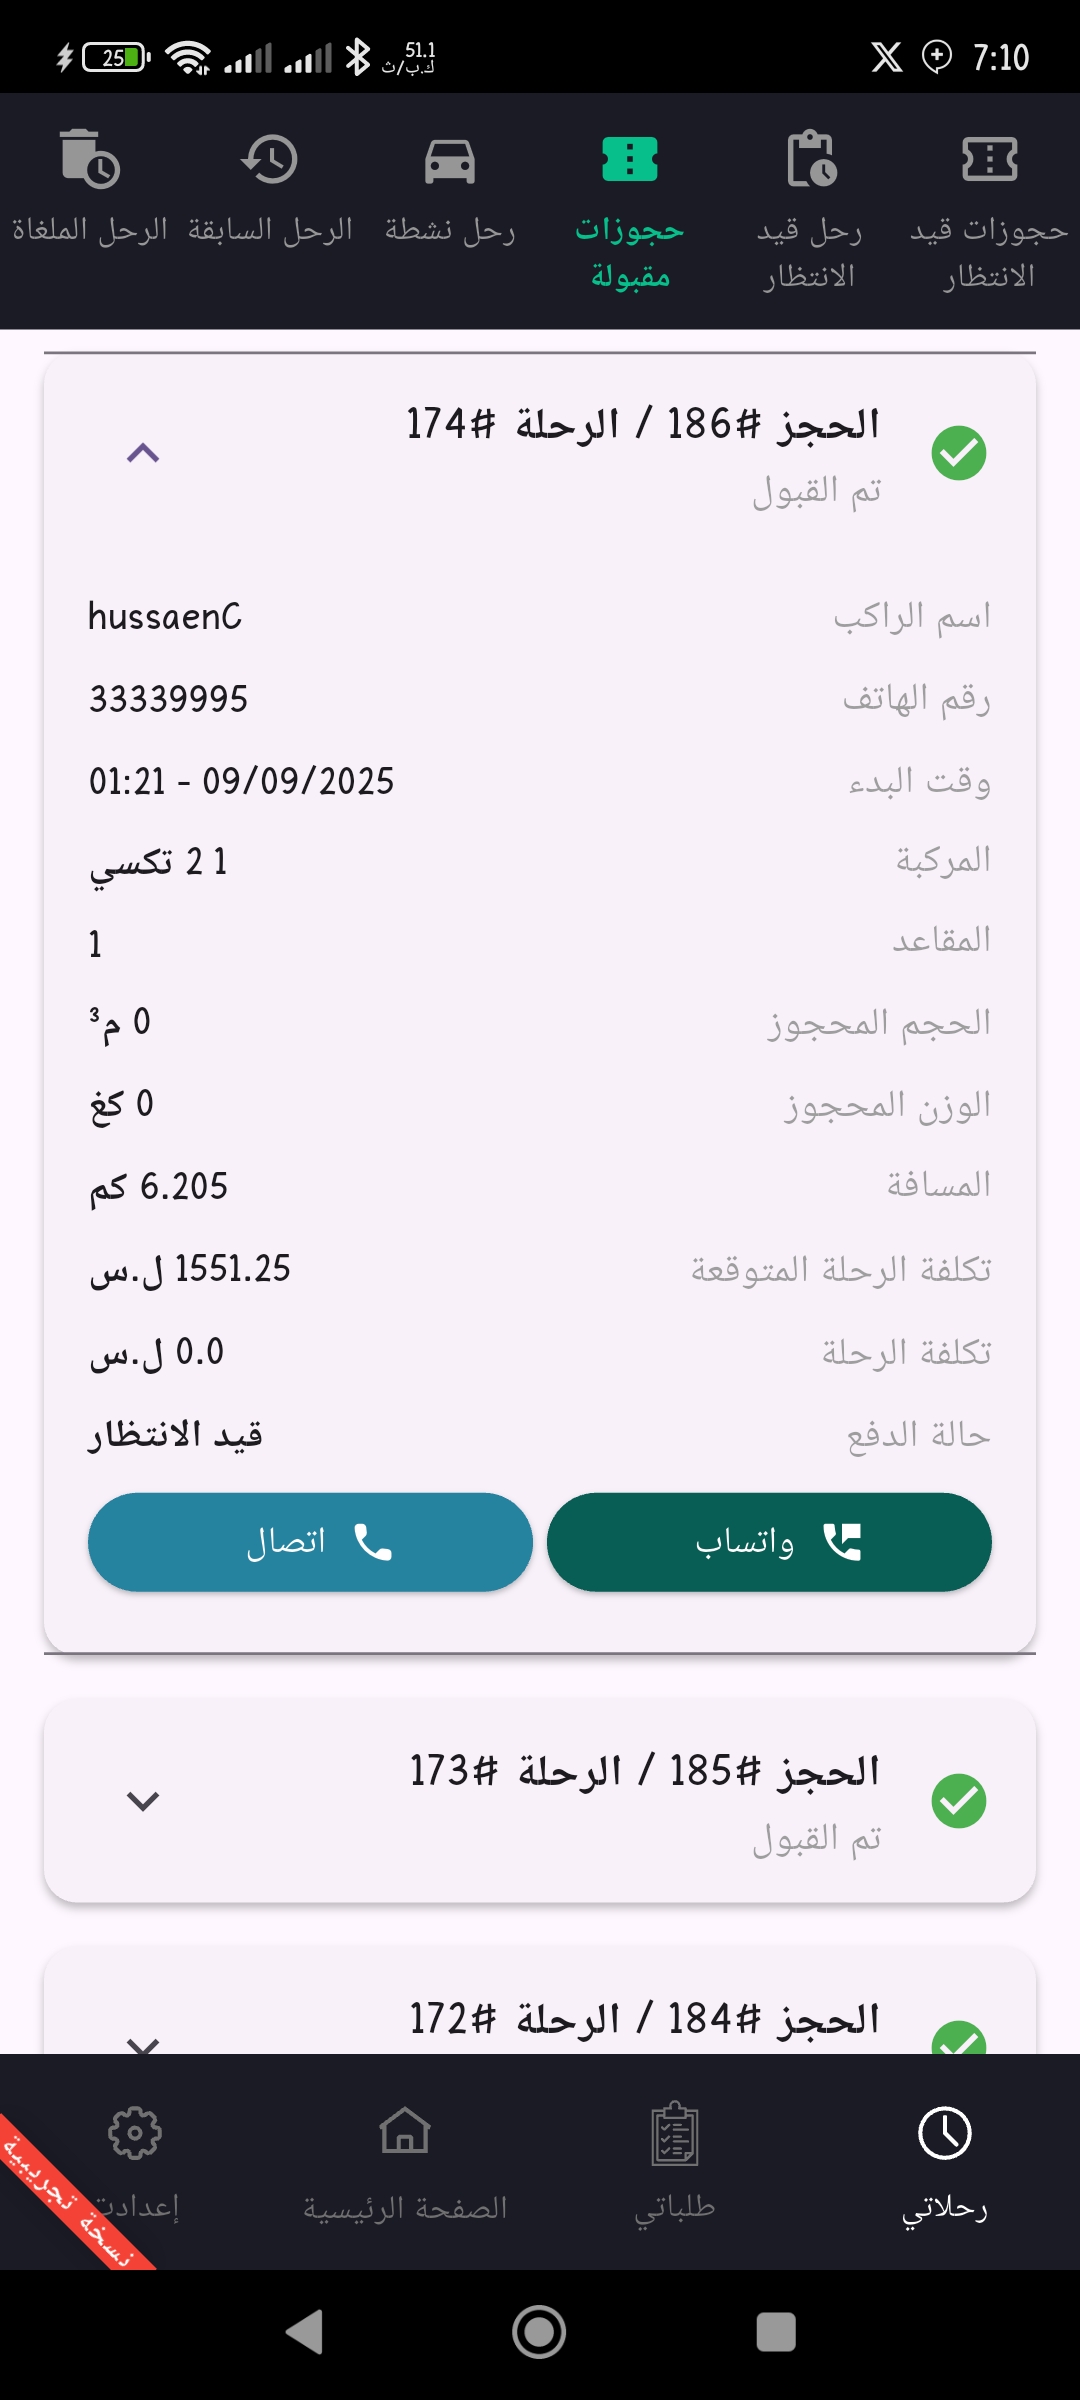 25
51.1
ك.ب/ث
7:10
حجوزات قيد
الانتظار
رحل قيد
الانتظار
حجوزات
مقبولة
رحل نشطة
الرحل السابقة
الرحل الملغاة
الحجز #186 / الرحلة #174
تم القبول
اسم الراكب hussaenC
رقم الهاتف 33339995
وقت البدء 01:21 - 09/09/2025
المركبة 1 2 تكسي
المقاعد 1
الحجم المحجوز 0 م³
الوزن المحجوز 0 كغ
المسافة 6.205 كم
تكلفة الرحلة المتوقعة 1551.25 ل.س
تكلفة الرحلة 0.0 ل.س
حالة الدفع قيد الانتظار
واتساب اتصال
الحجز #185 / الرحلة #173
تم القبول
الحجز #184 / الرحلة #172
رحلاتي طلباتي الصفحة الرئيسية إعدادت
نسخة تجريبية